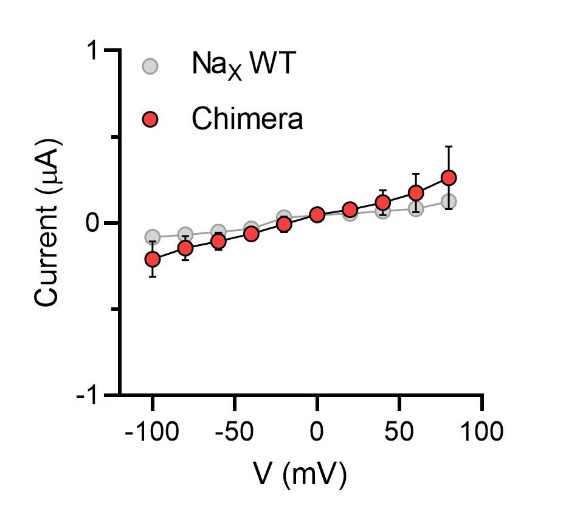 1
Na_X WT
Chimera
0
-1
Current (μA)
-100 -50 0 50 100
V (mV)